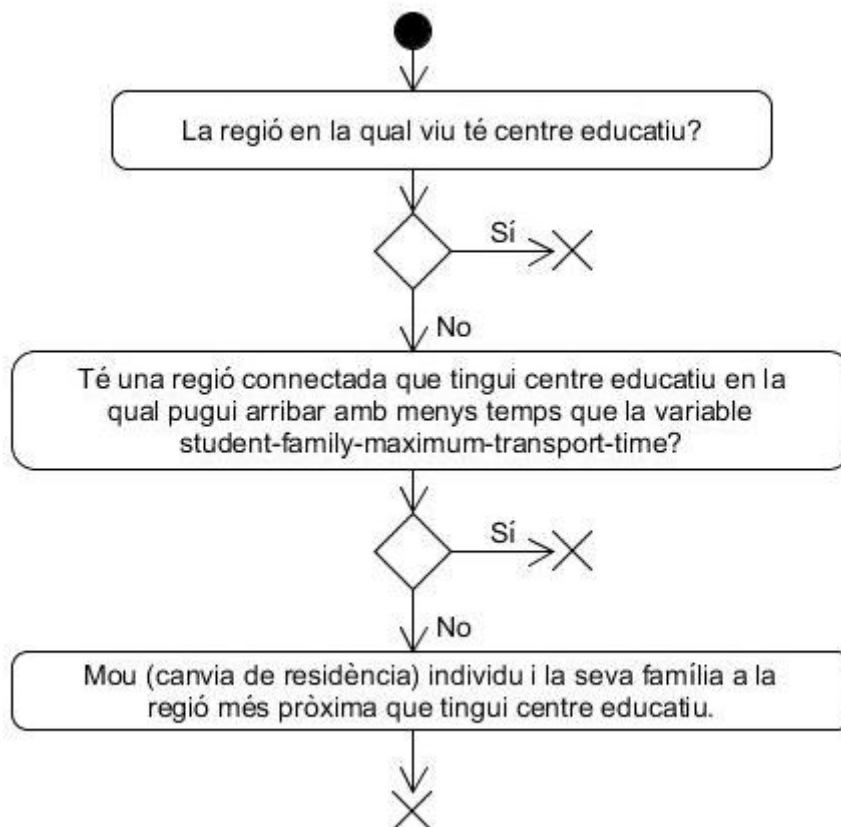 La regió en la qual viu té centre educatiu?
Sí
No
Té una regió connectada que tingui centre educatiu en la
qual pugui arribar amb menys temps que la variable
student-family-maximum-transport-time?
Sí
No
Mou (canvia de residència) individu i la seva família a la
regió més pròxima que tingui centre educatiu.